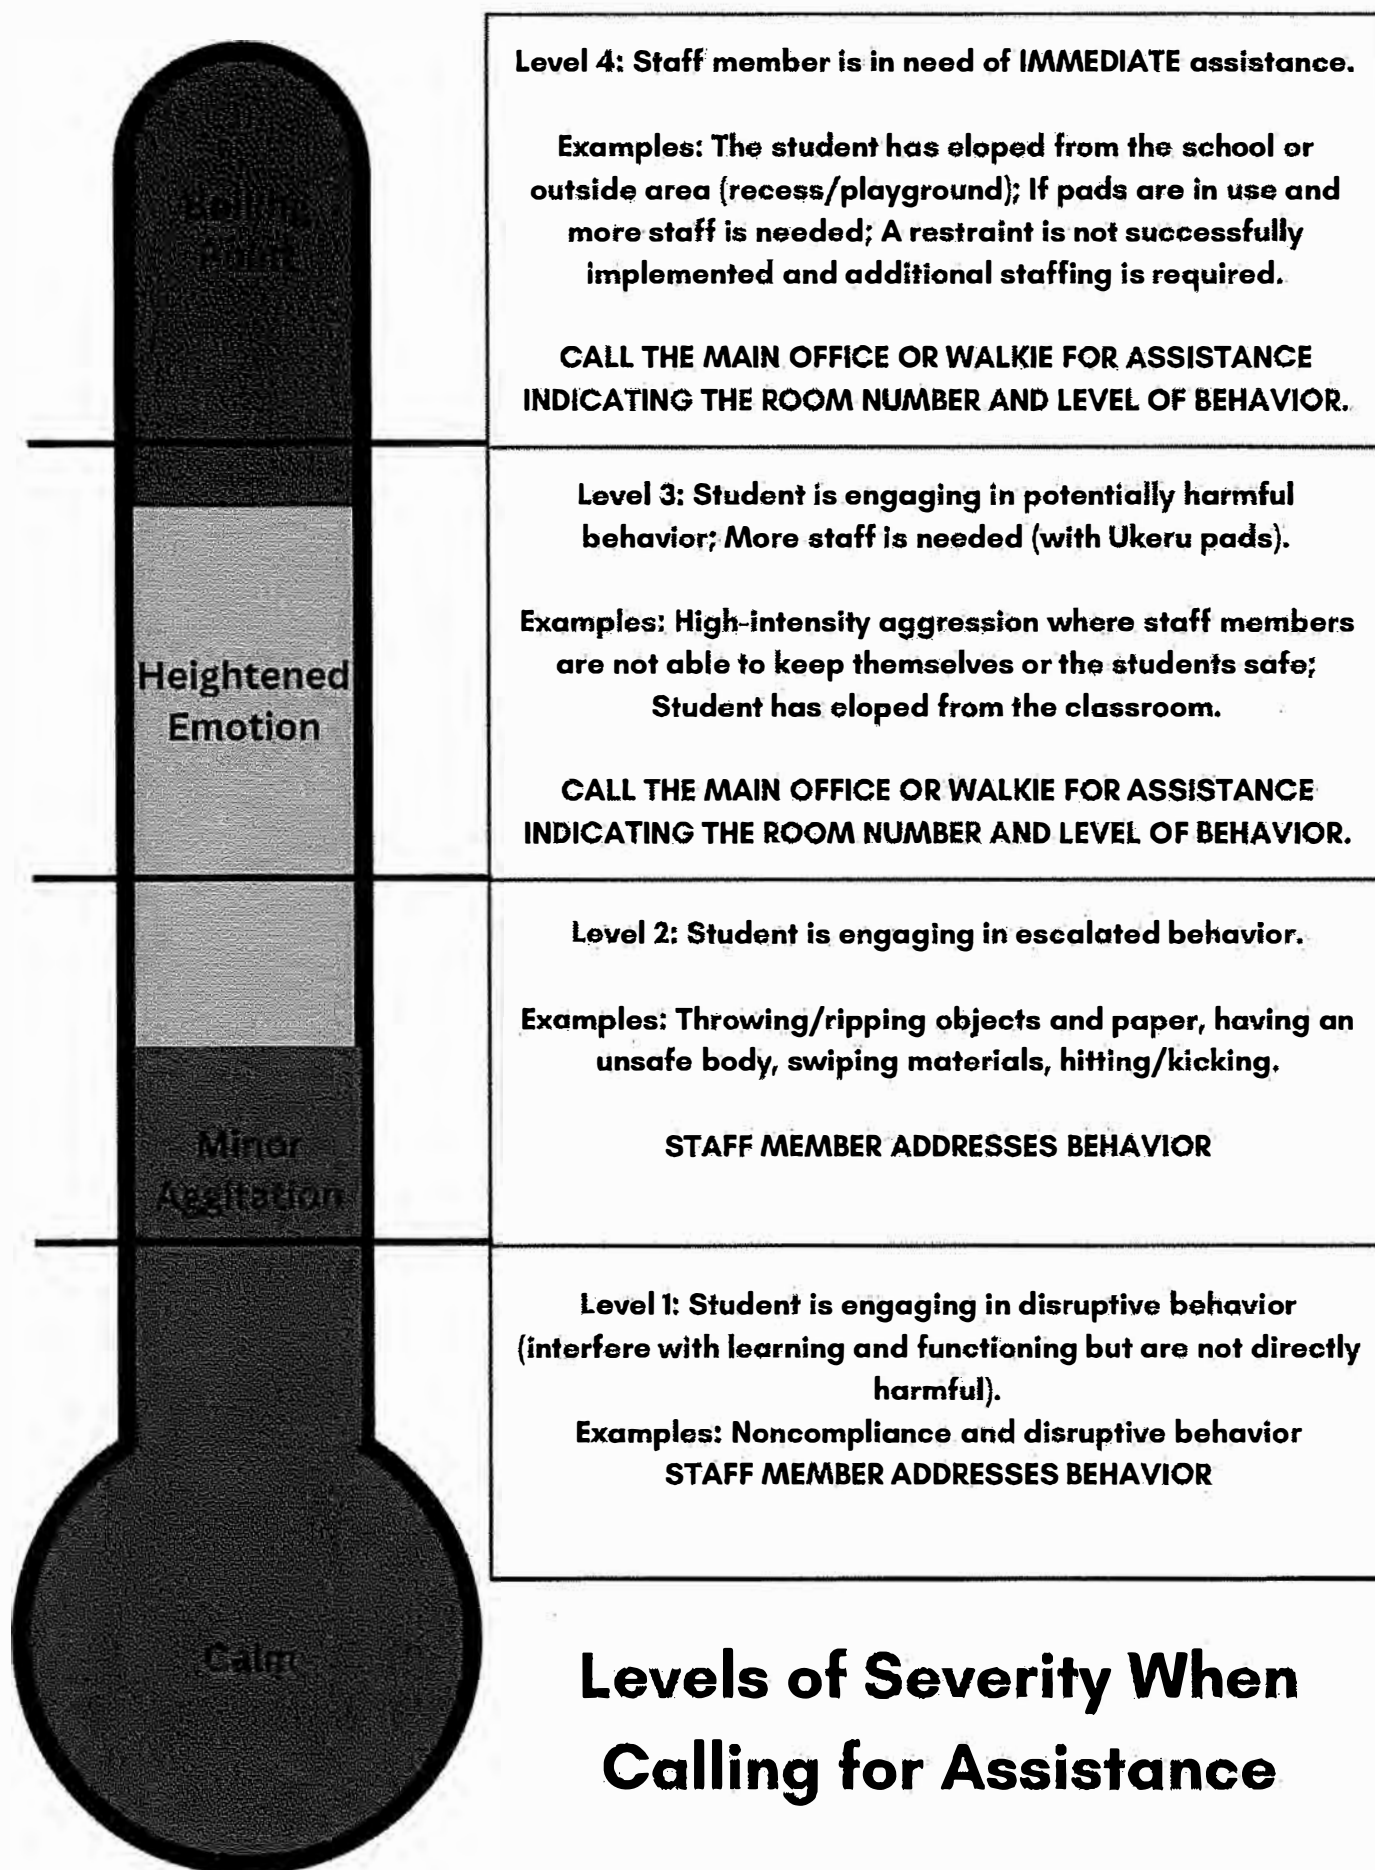 Level 4: Staff member is in need of IMMEDIATE assistance.
Examples: The student has eloped from the school or
outside area (recess/playground); If pads are in use and
more staff is needed; A restraint is not successfully
implemented and additional staffing is required.
CALL THE MAIN OFFICE OR WALKIE FOR ASSISTANCE
INDICATING THE ROOM NUMBER AND LEVEL OF BEHAVIOR.
Boiling
Point
Level 3: Student is engaging in potentially harmful
behavior; More staff is needed (with Ukeru pads).
Examples: High-intensity aggression where staff members
are not able to keep themselves or the students safe;
Student has eloped from the classroom.
CALL THE MAIN OFFICE OR WALKIE FOR ASSISTANCE
INDICATING THE ROOM NUMBER AND LEVEL OF BEHAVIOR.
Heightened
Emotion
Level 2: Student is engaging in escalated behavior.
Examples: Throwing/ripping objects and paper, having an
unsafe body, swiping materials, hitting/kicking.
STAFF MEMBER ADDRESSES BEHAVIOR
Minor
Aggitation
Level 1: Student is engaging in disruptive behavior
(interfere with learning and functioning but are not directly
harmful).
Examples: Noncompliance and disruptive behavior
STAFF MEMBER ADDRESSES BEHAVIOR
Calm
Levels of Severity When
Calling for Assistance